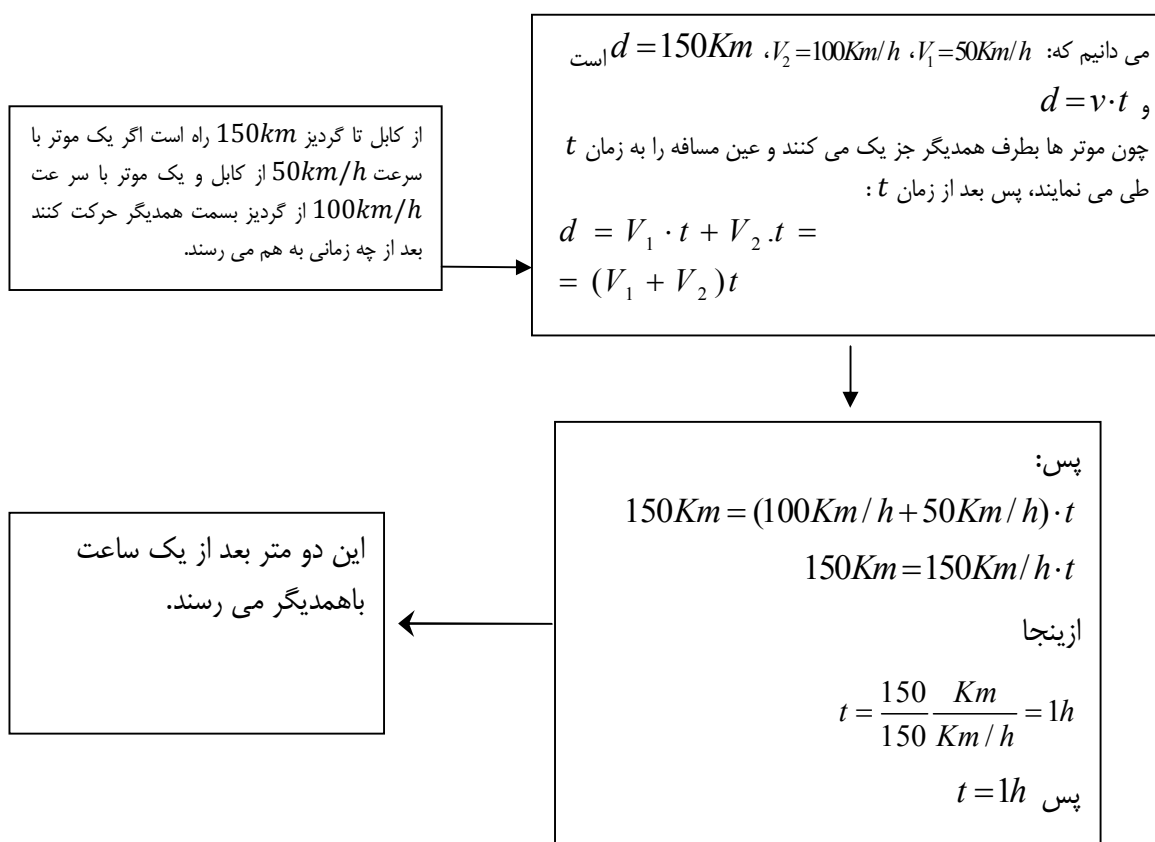 از کابل تا گردیز 150km راه است اگر یک موتر با
سرعت 50km/h از کابل و یک موتر با سر عت
100km/h از گردیز بسمت همدیگر حرکت کنند
بعد از چه زمانی به هم می رسند.
می دانیم که: V₁=50Km/h ، V₂=100Km/h ، d=150Km است
و d = v·t
چون موتر ها بطرف همدیگر جز یک می کنند و عین مسافه را به زمان t
طی می نمایند، پس بعد از زمان t :
d = V₁ · t + V₂ .t =
= (V₁ + V₂)t
پس:
150Km = (100Km/h + 50Km/h)·t
150Km = 150Km/h·t
ازینجا
t = 150/150 Km/(Km/h) = 1h
پس t = 1h
این دو متر بعد از یک ساعت
باهمدیگر می رسند.